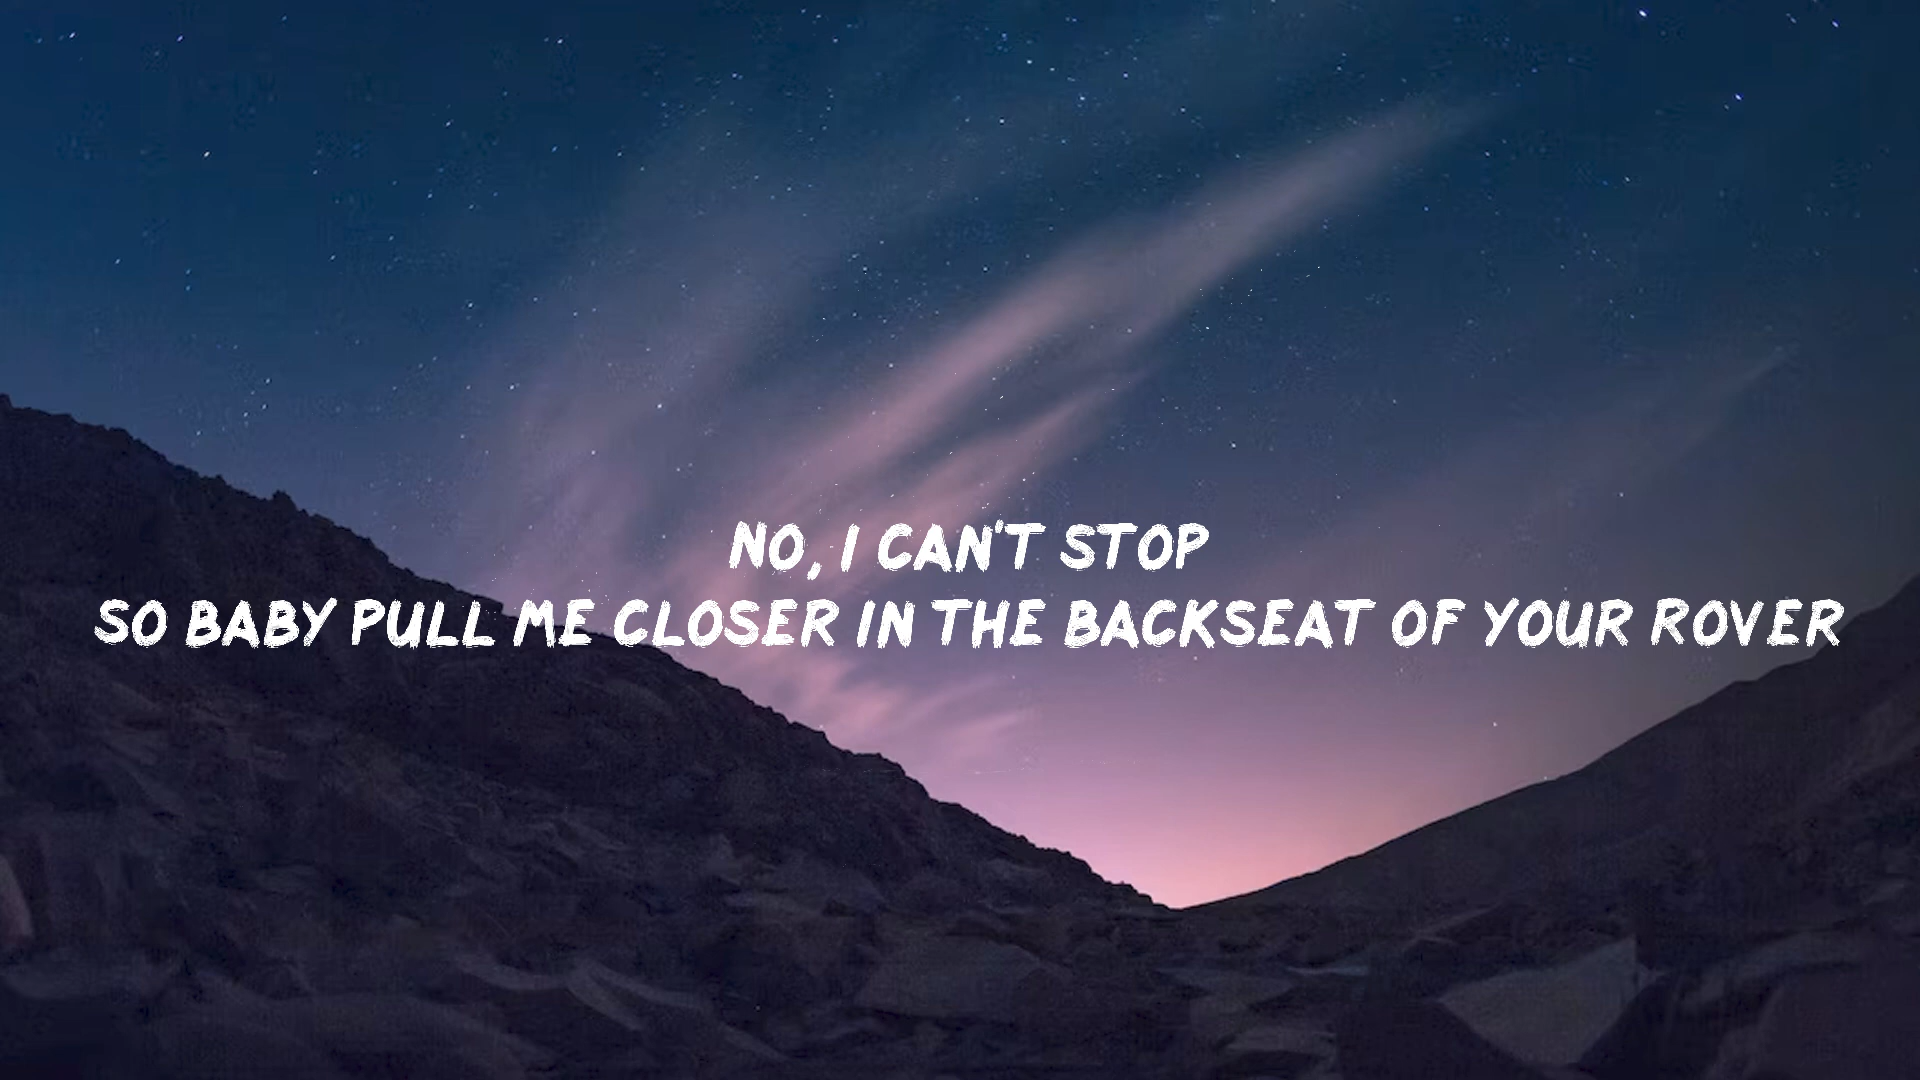 NO, I CAN'T STOP
SO BABY PULL ME CLOSER IN THE BACKSEAT OF YOUR ROVER